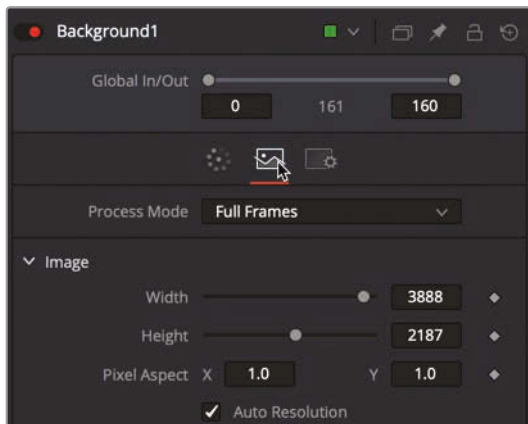 Background1
Global In/Out
0 161 160
Process Mode Full Frames
Image
Width 3888
Height 2187
Pixel Aspect X 1.0 Y 1.0
Auto Resolution